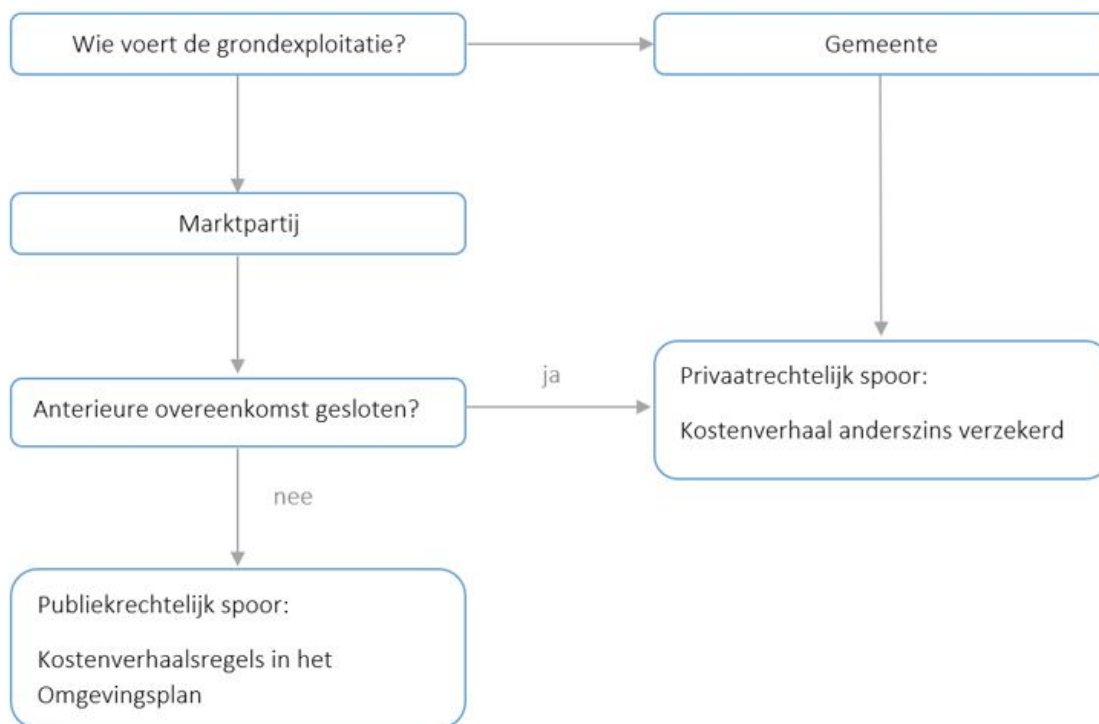 Wie voert de grondexploitatie?
Gemeente
Marktpartij
Anterieure overeenkomst gesloten?
ja
Privaatrechtelijk spoor:
Kostenverhaal anderszins verzekerd
nee
Publiekrechtelijk spoor:
Kostenverhaalsregels in het
Omgevingsplan